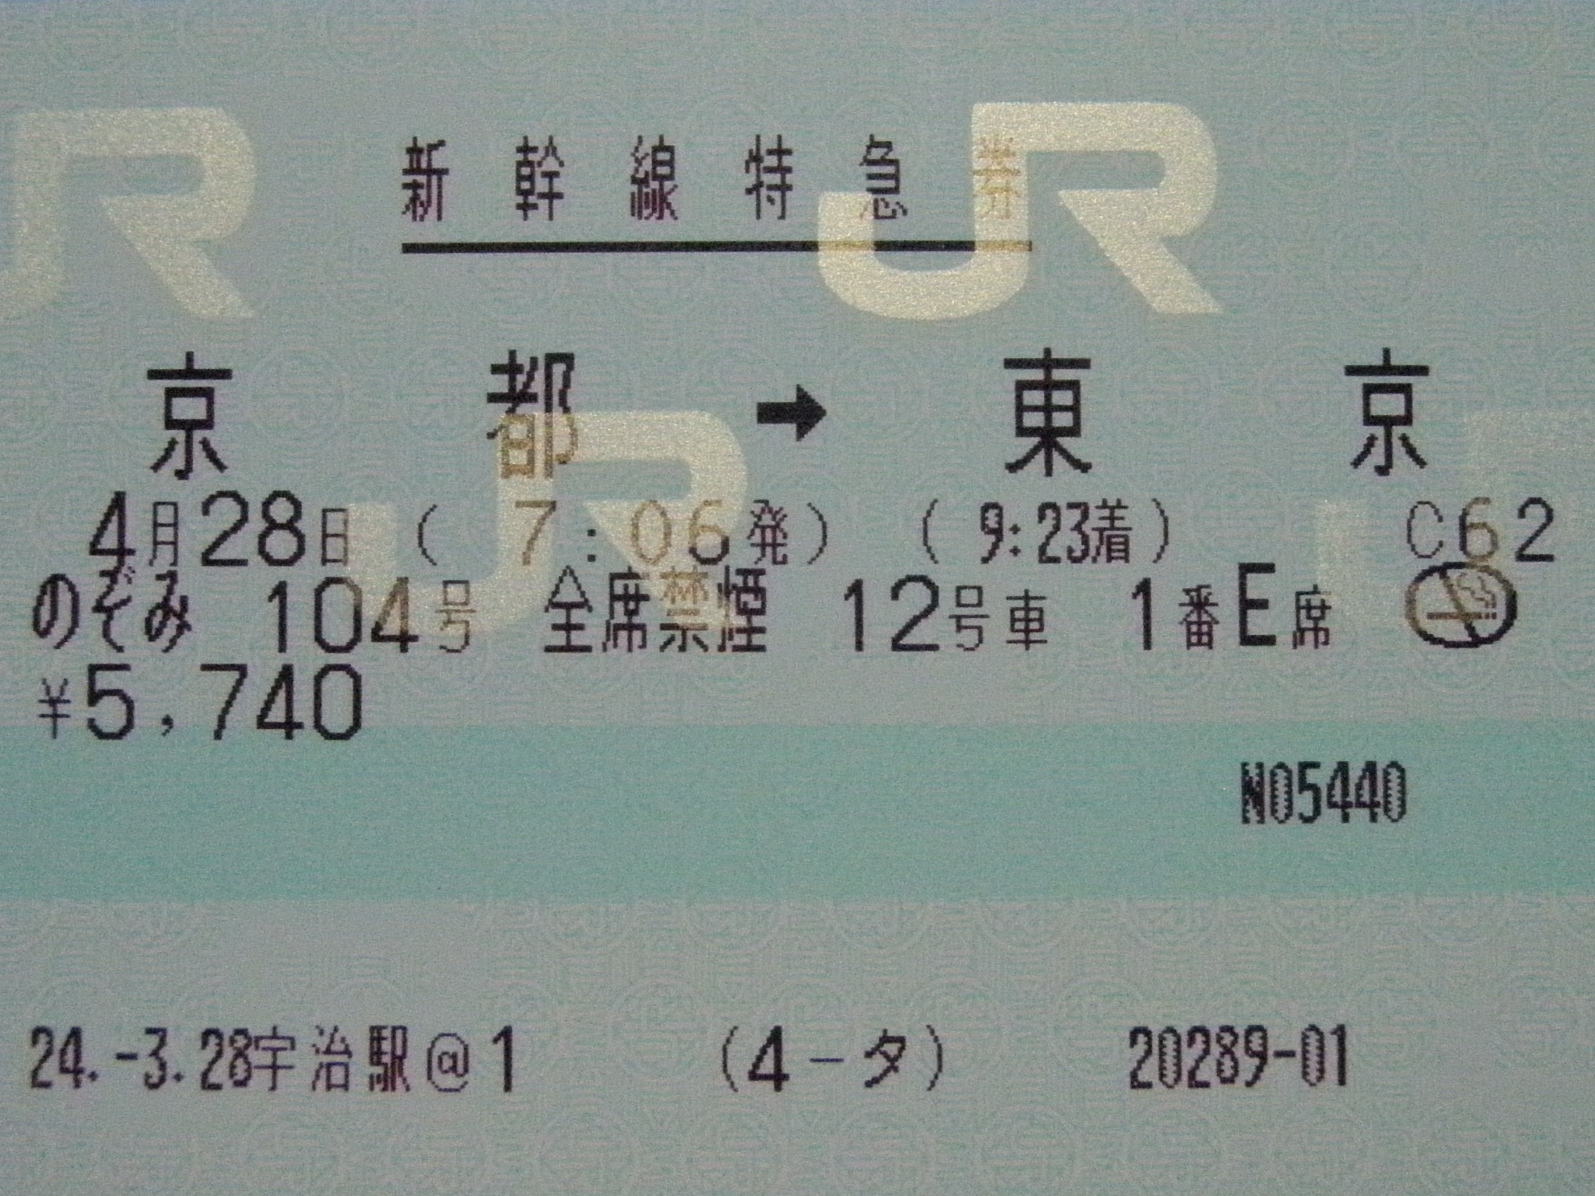 新幹線特急券
京都➡東京
4月28日 ( 7:06発) ( 9:23着) C62
のぞみ 104号 全席禁煙 12号車 1番E席
¥5,740
N05440
24.-3.28宇治駅@1 (4-タ) 20289-01
JR
JR
JR